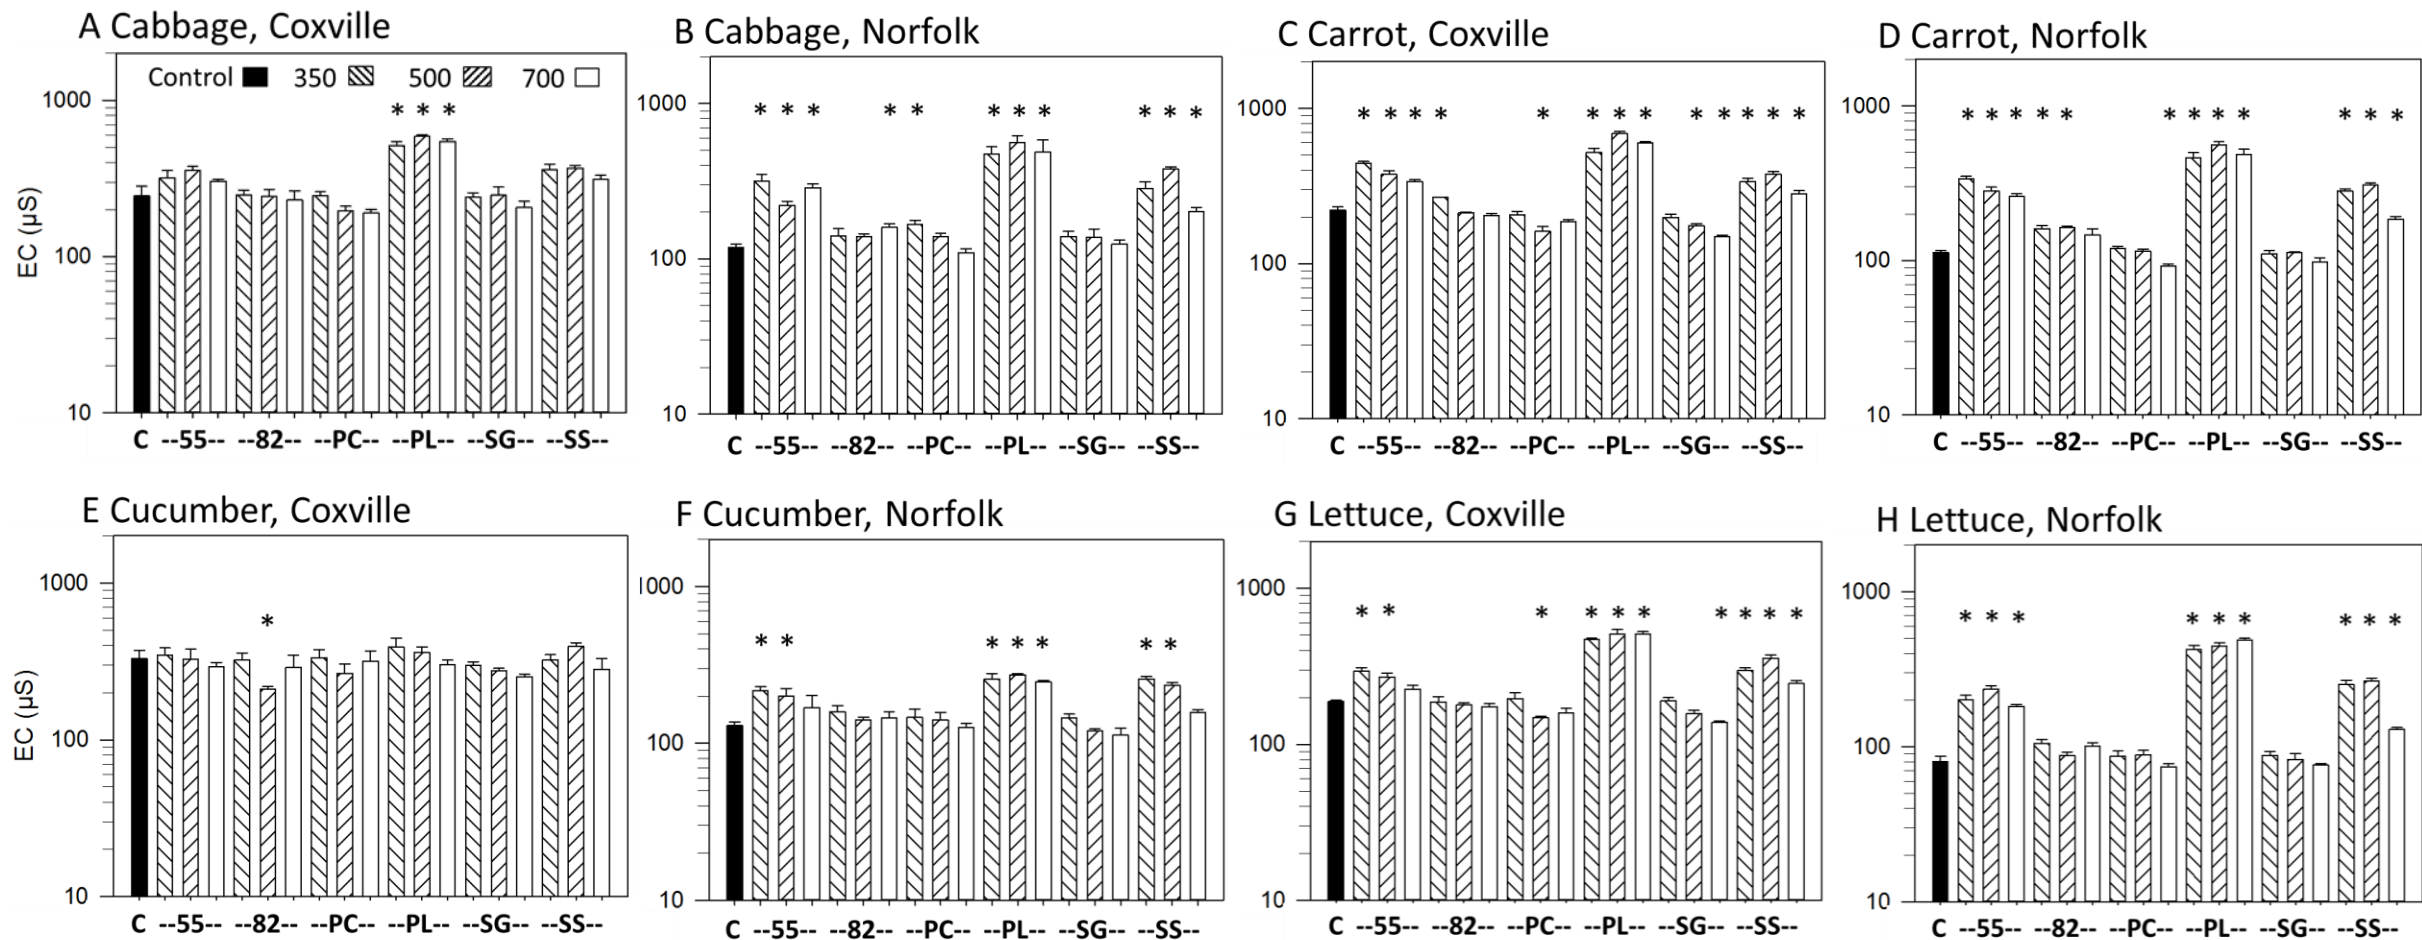 A Cabbage, Coxville
Control 350 500 700
* * *
1000
100
10
EC (µS)
C --55-- --82-- --PC-- --PL-- --SG-- --SS--
B Cabbage, Norfolk
* * * * * * * * * * *
1000
100
10
C --55-- --82-- --PC-- --PL-- --SG-- --SS--
C Carrot, Coxville
* * * * * * * * * * * * *
1000
100
10
C --55-- --82-- --PC-- --PL-- --SG-- --SS--
D Carrot, Norfolk
* * * * * * * * * * * *
1000
100
10
C --55-- --82-- --PC-- --PL-- --SG-- --SS--
E Cucumber, Coxville
*
1000
100
10
EC (µS)
C --55-- --82-- --PC-- --PL-- --SG-- --SS--
F Cucumber, Norfolk
* * * * * * *
1000
100
10
C --55-- --82-- --PC-- --PL-- --SG-- --SS--
G Lettuce, Coxville
* * * * * * * * * *
1000
100
10
C --55-- --82-- --PC-- --PL-- --SG-- --SS--
H Lettuce, Norfolk
* * * * * * * * *
1000
100
10
C --55-- --82-- --PC-- --PL-- --SG-- --SS--